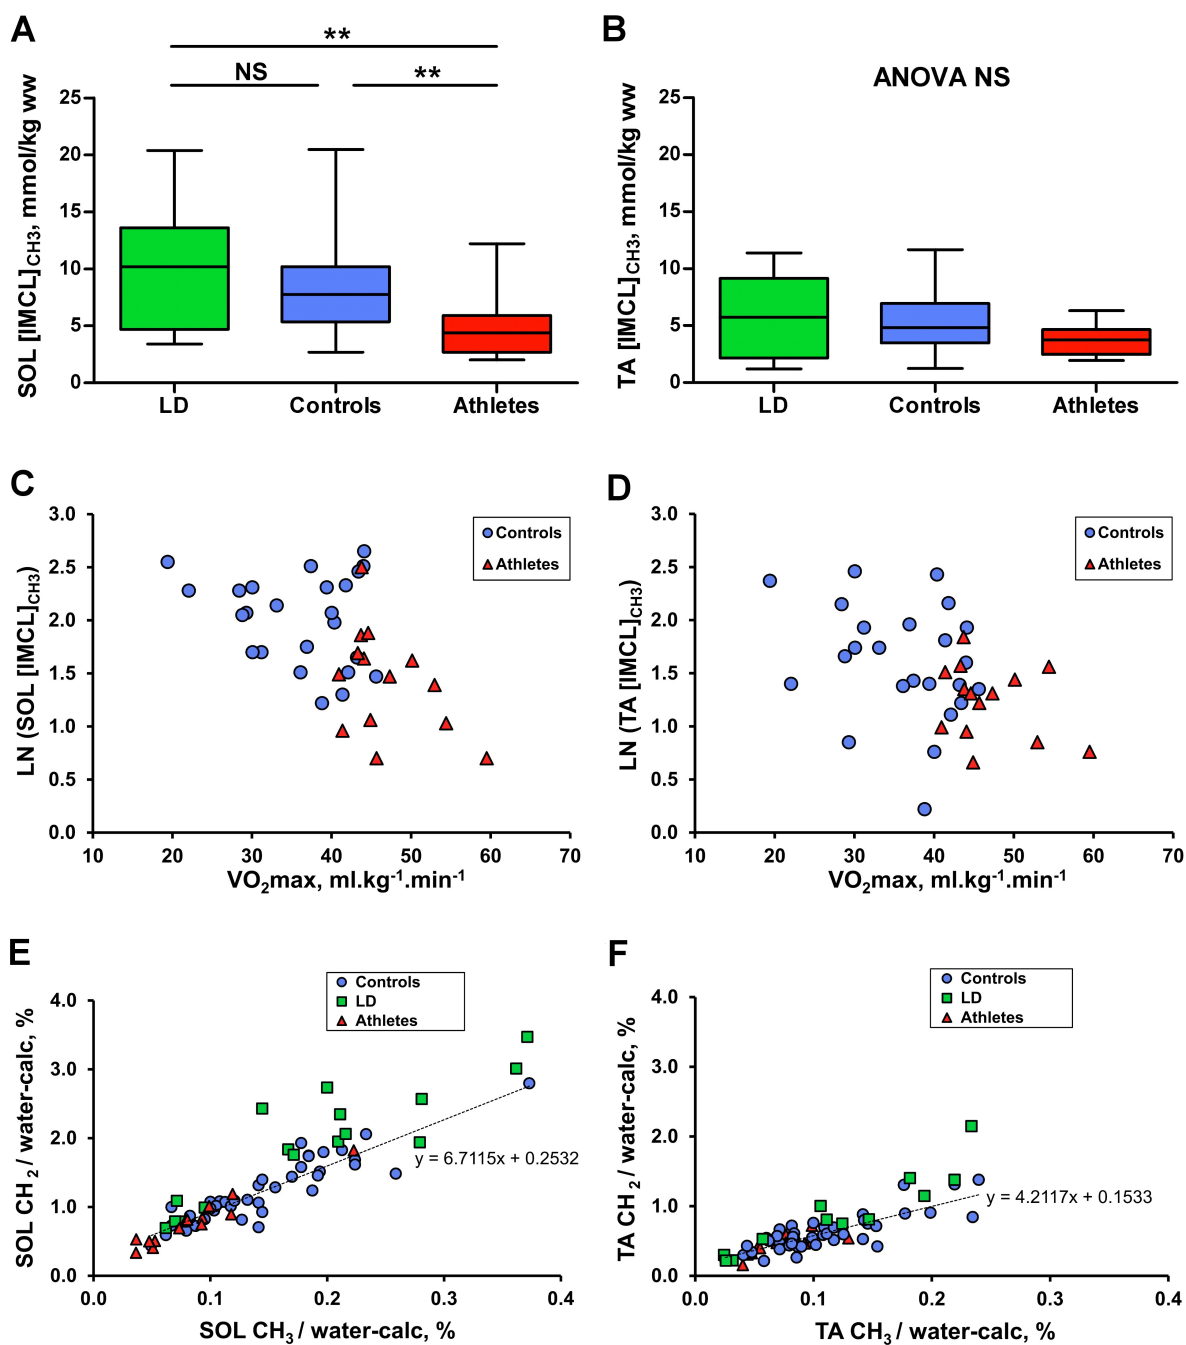 A
**
NS
**
SOL [IMCL]CH3, mmol/kg ww
25
20
15
10
5
0
LD
Controls
Athletes
B
ANOVA NS
TA [IMCL]CH3, mmol/kg ww
25
20
15
10
5
0
LD
Controls
Athletes
C
LN (SOL [IMCL]CH3)
3.0
2.5
2.0
1.5
1.0
0.5
0.0
Controls
Athletes
10
20
30
40
50
60
70
VO2max, ml.kg-1.min-1
D
LN (TA [IMCL]CH3)
3.0
2.5
2.0
1.5
1.0
0.5
0.0
Controls
Athletes
10
20
30
40
50
60
70
VO2max, ml.kg-1.min-1
E
Controls
LD
Athletes
SOL CH2 / water-calc, %
4.0
3.0
2.0
1.0
0.0
y = 6.7115x + 0.2532
0.0
0.1
0.2
0.3
0.4
SOL CH3 / water-calc, %
F
Controls
LD
Athletes
TA CH2 / water-calc, %
4.0
3.0
2.0
1.0
0.0
y = 4.2117x + 0.1533
0.0
0.1
0.2
0.3
0.4
TA CH3 / water-calc, %